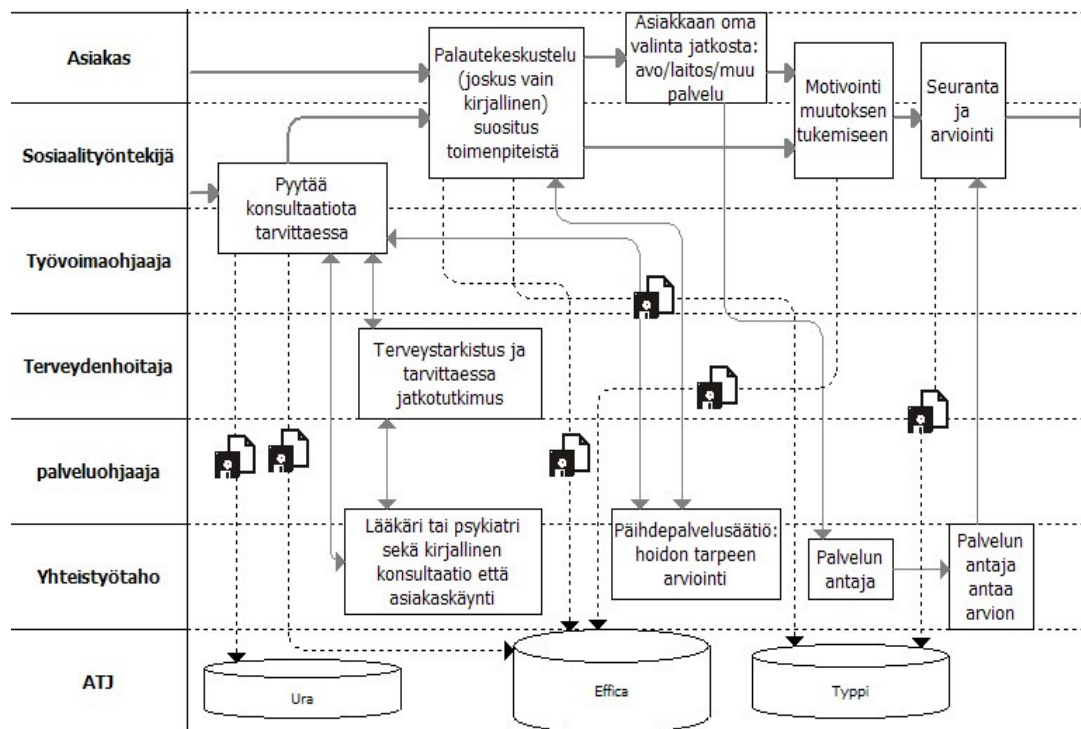 Asiakas
Palautekeskustelu
(joskus vain
kirjallinen)
suositus
toimenpiteistä
Asiakkaan oma
valinta jatkosta:
avo/laitos/muu
palvelu
Motivointi
muutoksen
tukemiseen
Seuranta
ja
arviointi
Sosiaalityöntekijä
Pyytää
konsultaatiota
tarvittaessa
Työvoimaohjaaja
Terveydenhoitaja
Terveystarkistus ja
tarvittaessa
jatkotutkimus
palveluohjaaja
Yhteistyötaho
Lääkäri tai psykiatri
sekä kirjallinen
konsultaatio että
asiakaskäynti
Päihdepalvelusäätiö:
hoidon tarpeen
arviointi
Palvelun
antaja
Palvelun
antaja
antaa
arvion
ATJ
Ura
Effica
Typpi